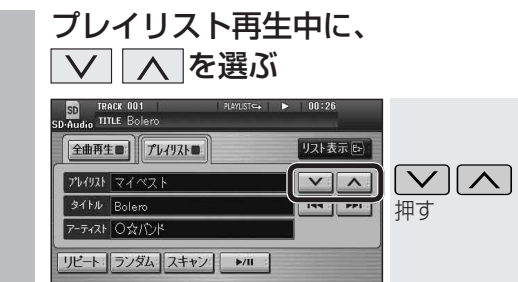 プレイリスト再生中に、
∨ ∧ を選ぶ
SD TRACK 001 PLAYLIST ▶ 00:26
SD-Audio TITLE Bolero
全曲再生 プレイリスト リスト表示
プレイリスト マイベスト ∨ ∧
タイトル Bolero
アーティスト ○☆バンド
リピート ランダム スキャン ▶/II
∨ ∧
押す